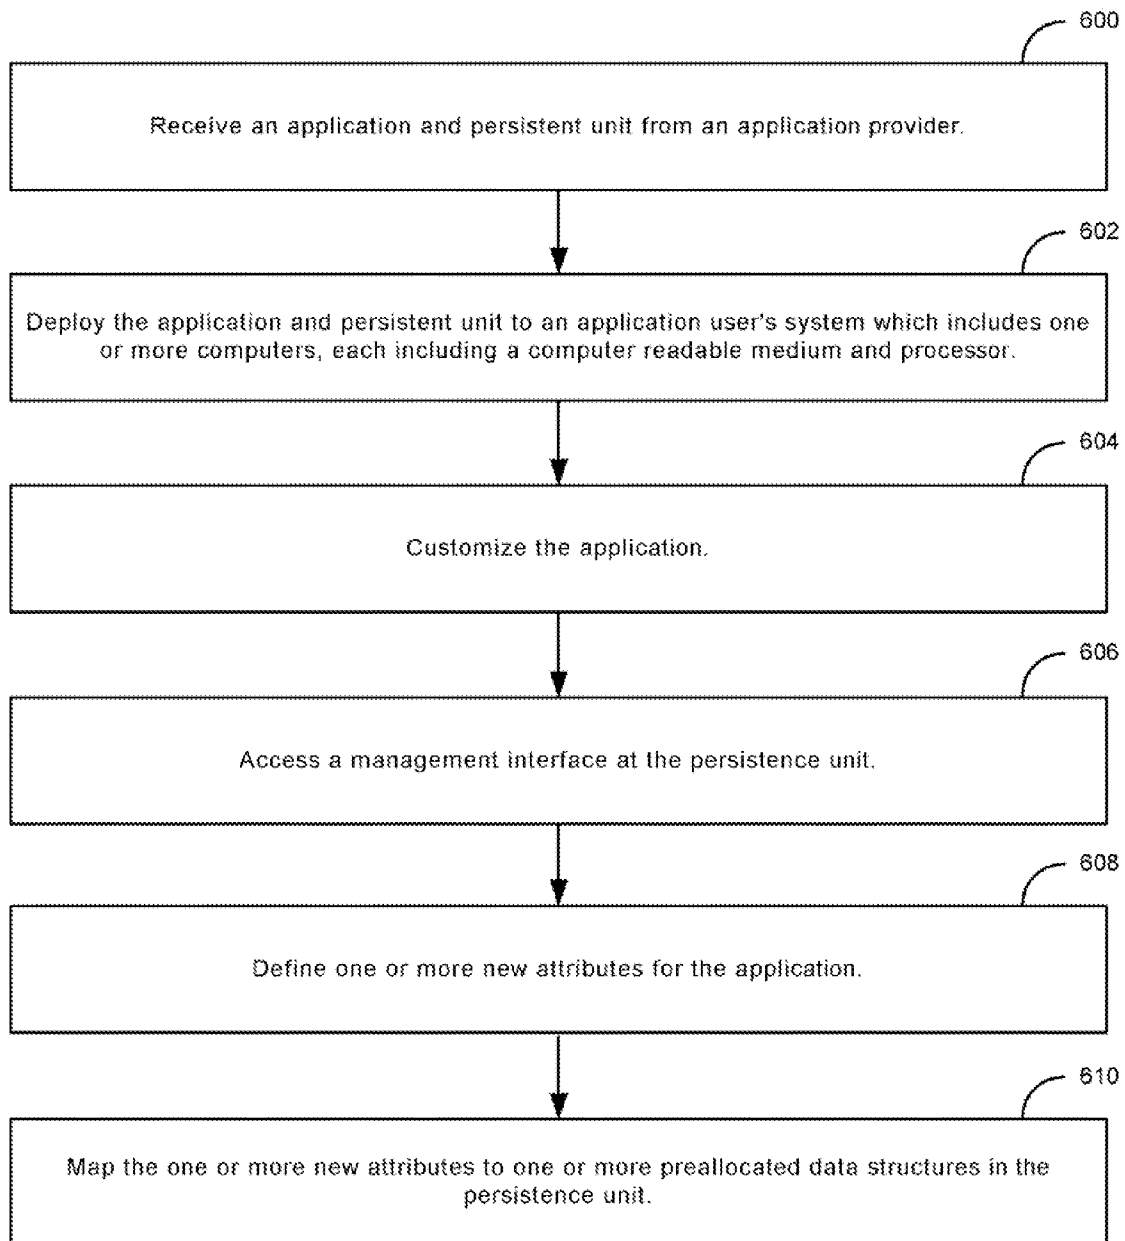 600
Receive an application and persistent unit from an application provider.
602
Deploy the application and persistent unit to an application user's system which includes one
or more computers, each including a computer readable medium and processor.
604
Customize the application.
606
Access a management interface at the persistence unit.
608
Define one or more new attributes for the application.
610
Map the one or more new attributes to one or more preallocated data structures in the
persistence unit.